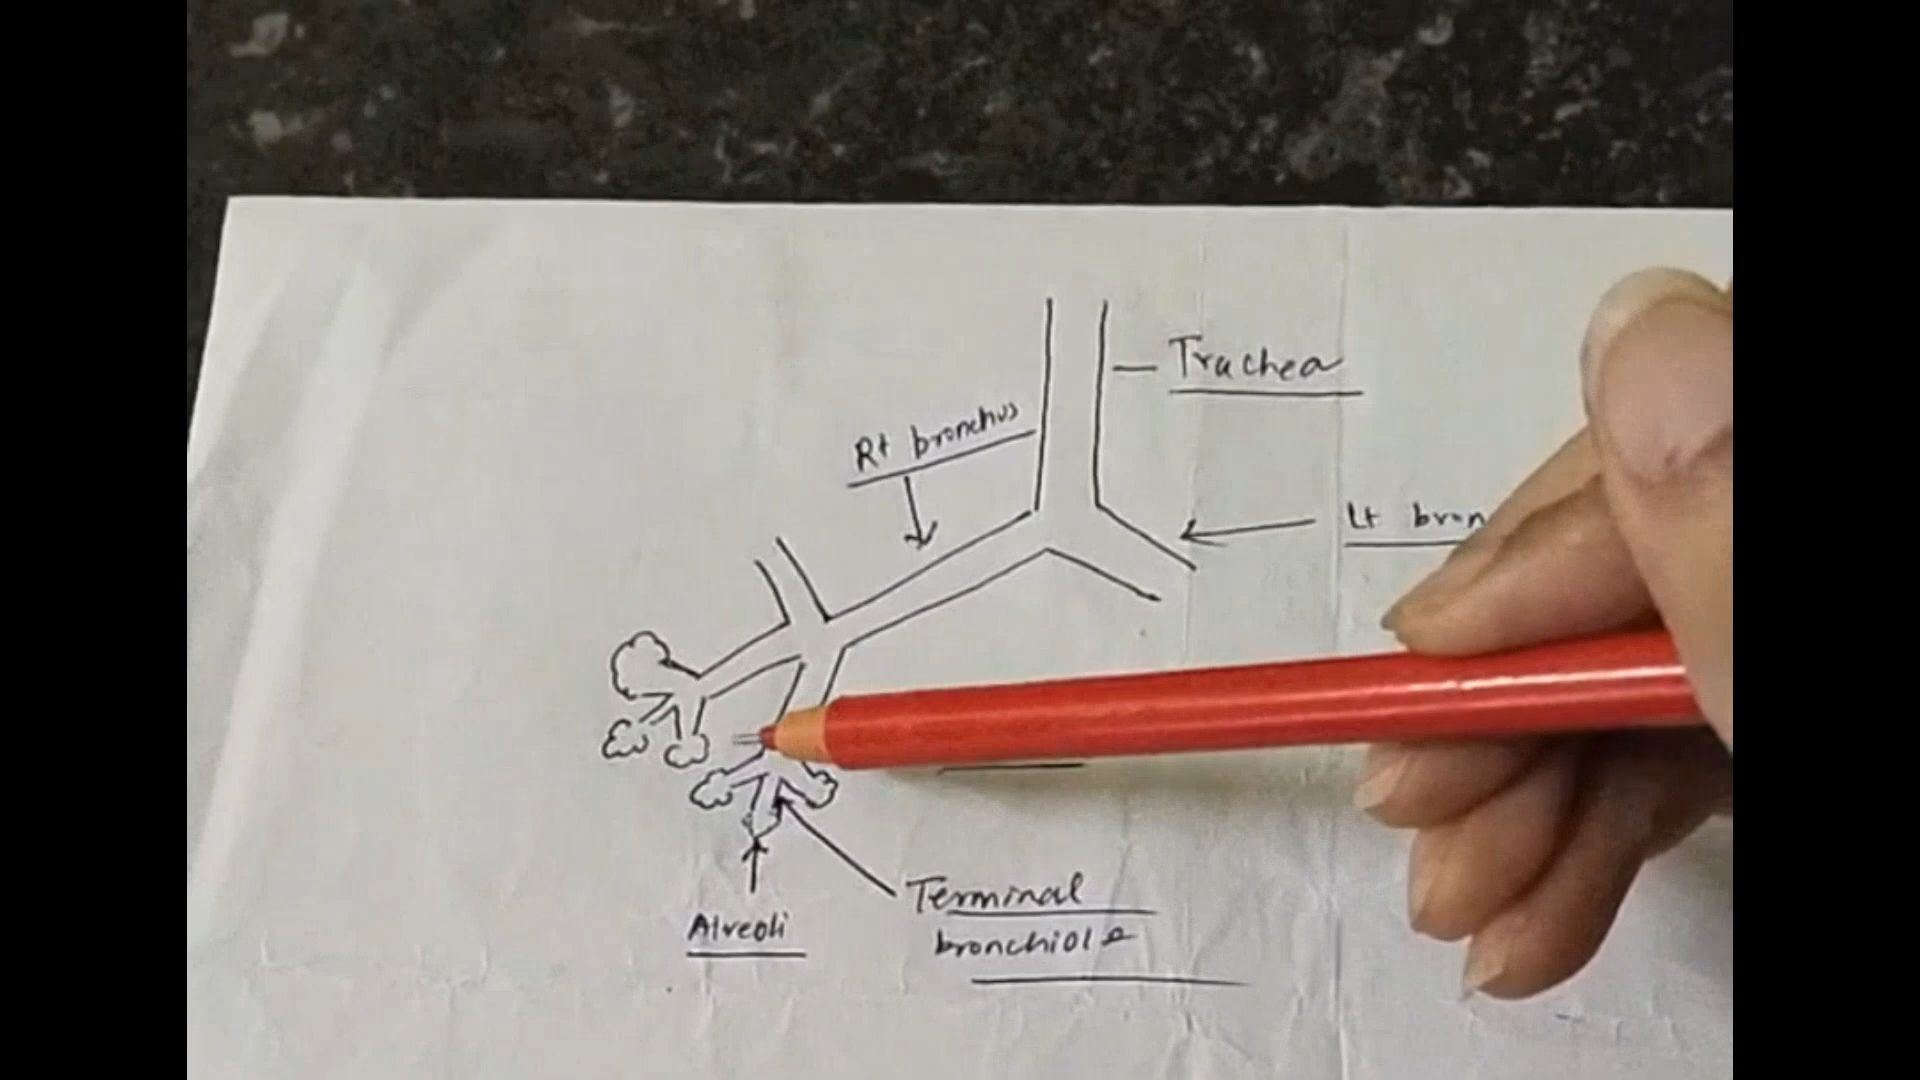 Trachea
Rt bronchus
Lt bron
Alveoli
Terminal
bronchiole